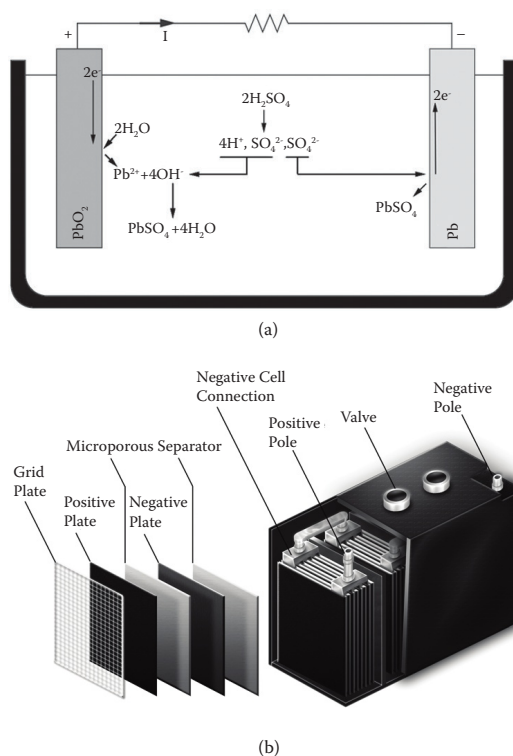 +
I
−
2e⁻
2H₂O
Pb²⁺+4OH⁻
PbSO₄+4H₂O
PbO₂
2H₂SO₄
4H⁺, SO₄²⁻,SO₄²⁻
2e⁻
PbSO₄
Pb
(a)
Negative Cell
Connection
Positive
Pole
Valve
Negative
Pole
Microporous Separator
Grid
Plate
Positive
Plate
Negative
Plate
(b)